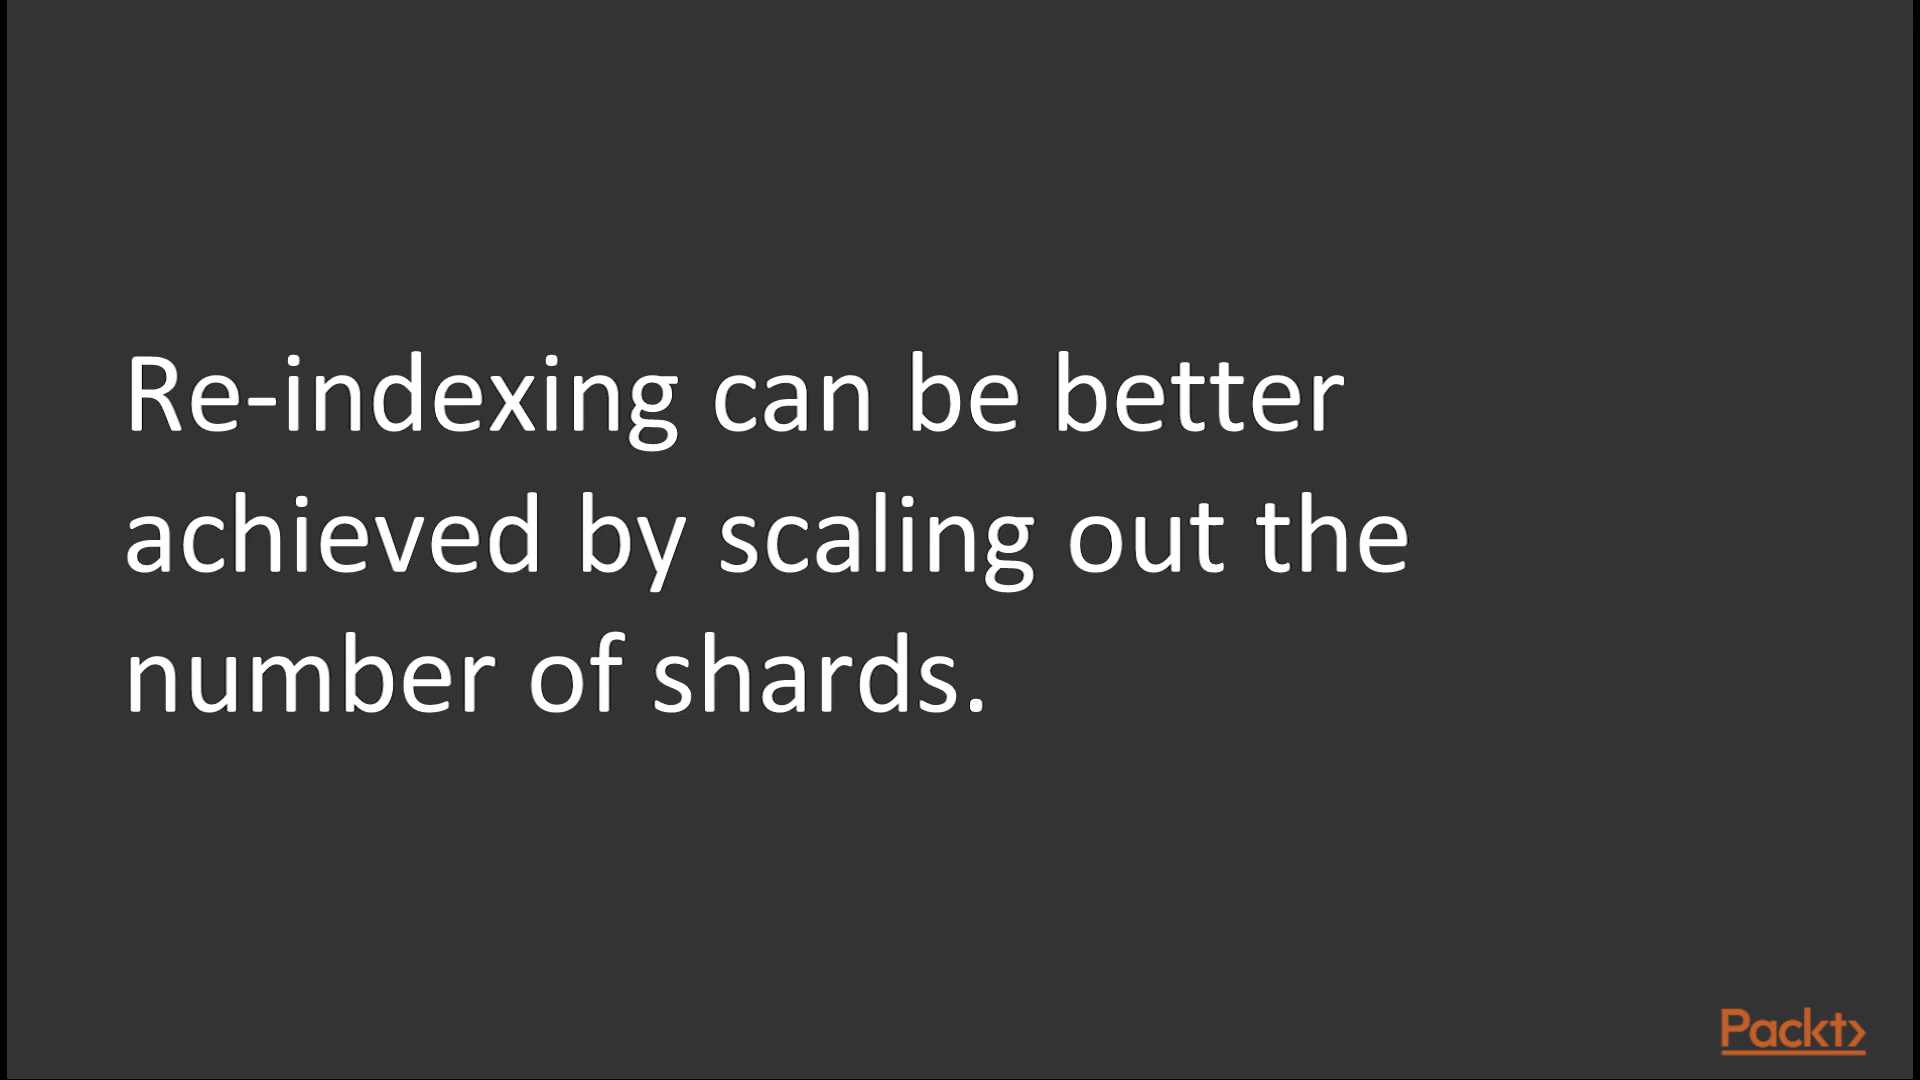 Re-indexing can be better
achieved by scaling out the
number of shards.
Packt>